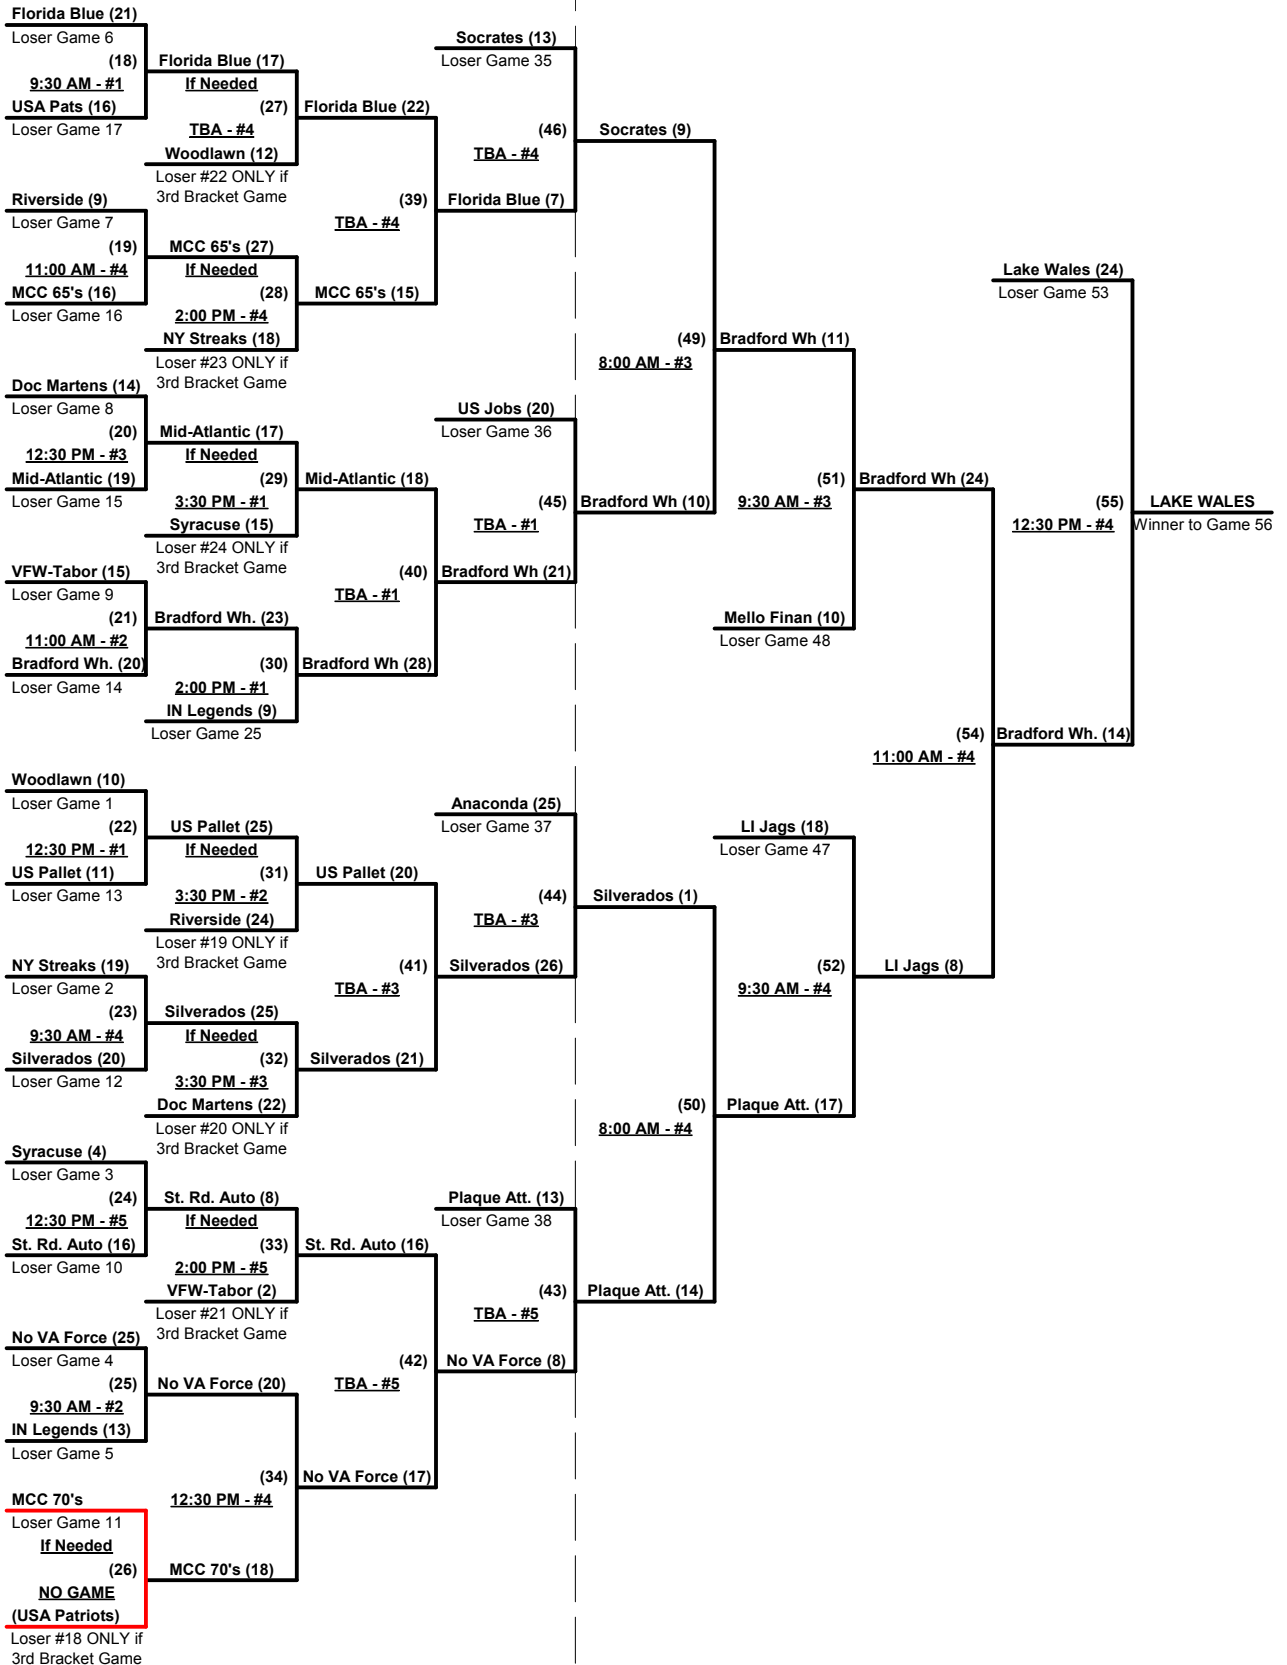 Florida Blue (21)
Loser Game 6
(18)
9:30 AM - #1
USA Pats (16)
Loser Game 17
Florida Blue (17)
If Needed
(27)
TBA - #4
Woodlawn (12)
Loser #22 ONLY if
3rd Bracket Game
Florida Blue (22)
Riverside (9)
Loser Game 7
(19)
11:00 AM - #4
MCC 65's (16)
Loser Game 16
MCC 65's (27)
If Needed
(28)
2:00 PM - #4
NY Streaks (18)
Loser #23 ONLY if
3rd Bracket Game
MCC 65's (15)
(39)
TBA - #4
Socrates (13)
Loser Game 35
(46)
TBA - #4
Florida Blue (7)
Socrates (9)
Doc Martens (14)
Loser Game 8
(20)
12:30 PM - #3
Mid-Atlantic (19)
Loser Game 15
Mid-Atlantic (17)
If Needed
(29)
3:30 PM - #1
Syracuse (15)
Loser #24 ONLY if
3rd Bracket Game
Mid-Atlantic (18)
VFW-Tabor (15)
Loser Game 9
(21)
11:00 AM - #2
Bradford Wh. (20)
Loser Game 14
Bradford Wh. (23)
(30)
2:00 PM - #1
IN Legends (9)
Loser Game 25
Bradford Wh (28)
(40)
TBA - #1
US Jobs (20)
Loser Game 36
(45)
TBA - #1
Bradford Wh (21)
Bradford Wh (10)
(49)
8:00 AM - #3
Bradford Wh (11)
(51)
9:30 AM - #3
Mello Finan (10)
Loser Game 48
Bradford Wh (24)
Woodlawn (10)
Loser Game 1
(22)
12:30 PM - #1
US Pallet (11)
Loser Game 13
US Pallet (25)
If Needed
(31)
3:30 PM - #2
Riverside (24)
Loser #19 ONLY if
3rd Bracket Game
US Pallet (20)
NY Streaks (19)
Loser Game 2
(23)
9:30 AM - #4
Silverados (20)
Loser Game 12
Silverados (25)
If Needed
(32)
3:30 PM - #3
Doc Martens (22)
Loser #20 ONLY if
3rd Bracket Game
Silverados (21)
(41)
TBA - #3
Anaconda (25)
Loser Game 37
(44)
TBA - #3
Silverados (26)
Silverados (1)
Syracuse (4)
Loser Game 3
(24)
12:30 PM - #5
St. Rd. Auto (16)
Loser Game 10
St. Rd. Auto (8)
If Needed
(33)
2:00 PM - #5
VFW-Tabor (2)
Loser #21 ONLY if
3rd Bracket Game
St. Rd. Auto (16)
No VA Force (25)
Loser Game 4
(25)
9:30 AM - #2
IN Legends (13)
Loser Game 5
No VA Force (20)
(34)
12:30 PM - #4
MCC 70's
Loser Game 11
If Needed
(26)
NO GAME
(USA Patriots)
Loser #18 ONLY if
3rd Bracket Game
MCC 70's (18)
No VA Force (17)
(42)
TBA - #5
Plaque Att. (13)
Loser Game 38
(43)
TBA - #5
No VA Force (8)
Plaque Att. (14)
(50)
8:00 AM - #4
LI Jags (18)
Loser Game 47
(52)
9:30 AM - #4
Plaque Att. (17)
LI Jags (8)
(54)
11:00 AM - #4
Lake Wales (24)
Loser Game 53
(55)
12:30 PM - #4
Bradford Wh. (14)
LAKE WALES
Winner to Game 56